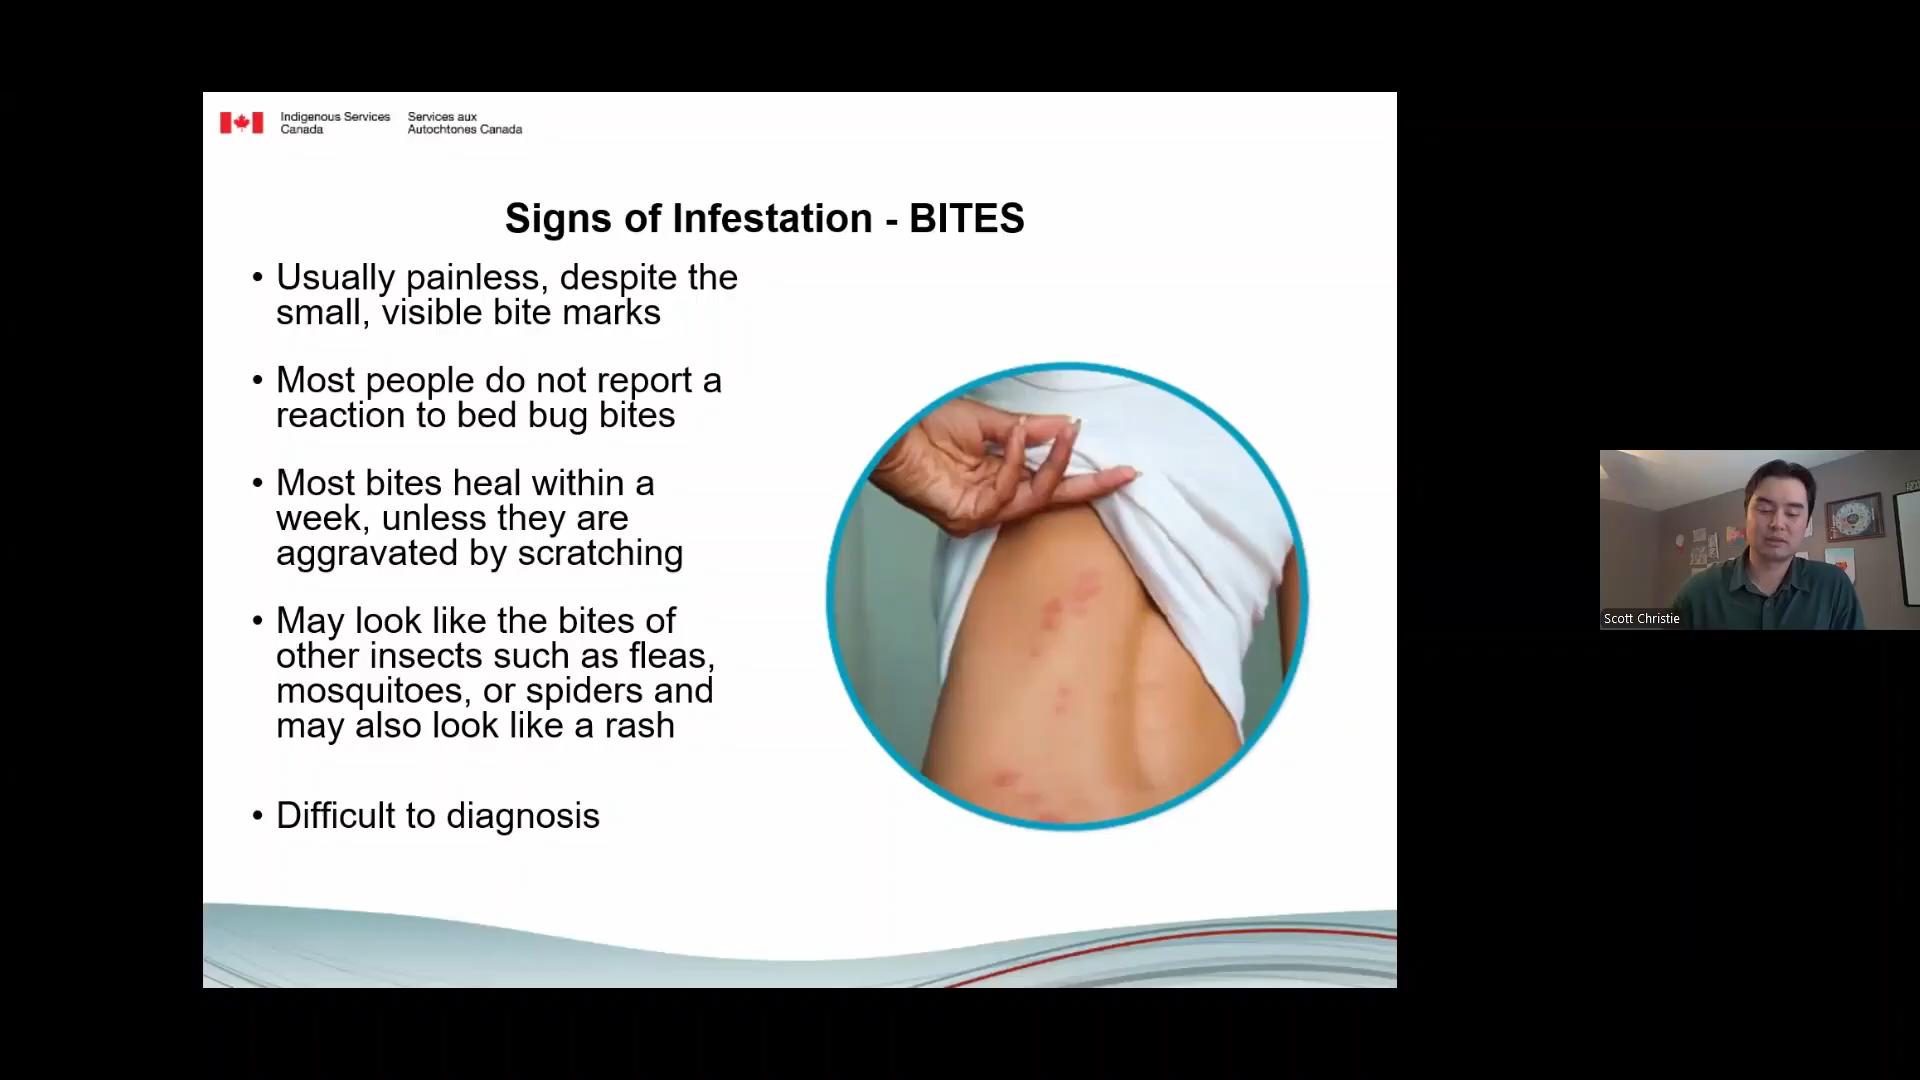 Indigenous Services
Canada
Services aux
Autochtones Canada
Signs of Infestation - BITES
• Usually painless, despite the
small, visible bite marks
• Most people do not report a
reaction to bed bug bites
• Most bites heal within a
week, unless they are
aggravated by scratching
• May look like the bites of
other insects such as fleas,
mosquitoes, or spiders and
may also look like a rash
• Difficult to diagnosis
Scott Christie